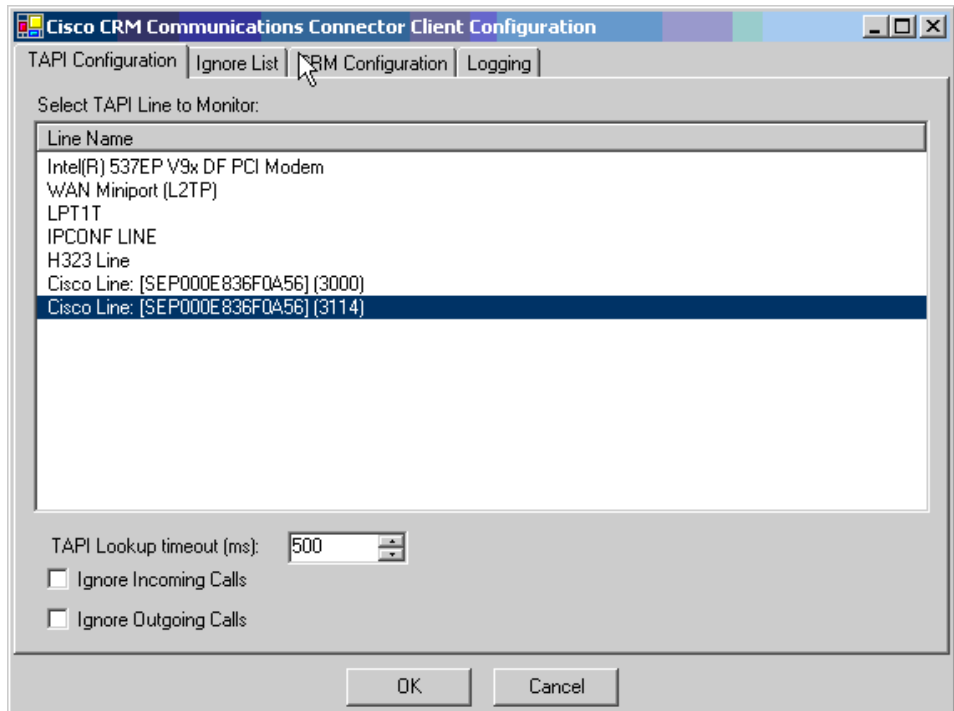 Cisco CRM Communications Connector Client Configuration
TAPI Configuration Ignore List CRM Configuration Logging
Select TAPI Line to Monitor:
Line Name
Intel(R) 537EP V9x DF PCI Modem
WAN Miniport (L2TP)
LPT1T
IPCONF LINE
H323 Line
Cisco Line: [SEP000E836F0A56] (3000)
Cisco Line: [SEP000E836F0A56] (3114)
TAPI Lookup timeout (ms): 500
Ignore Incoming Calls
Ignore Outgoing Calls
OK Cancel